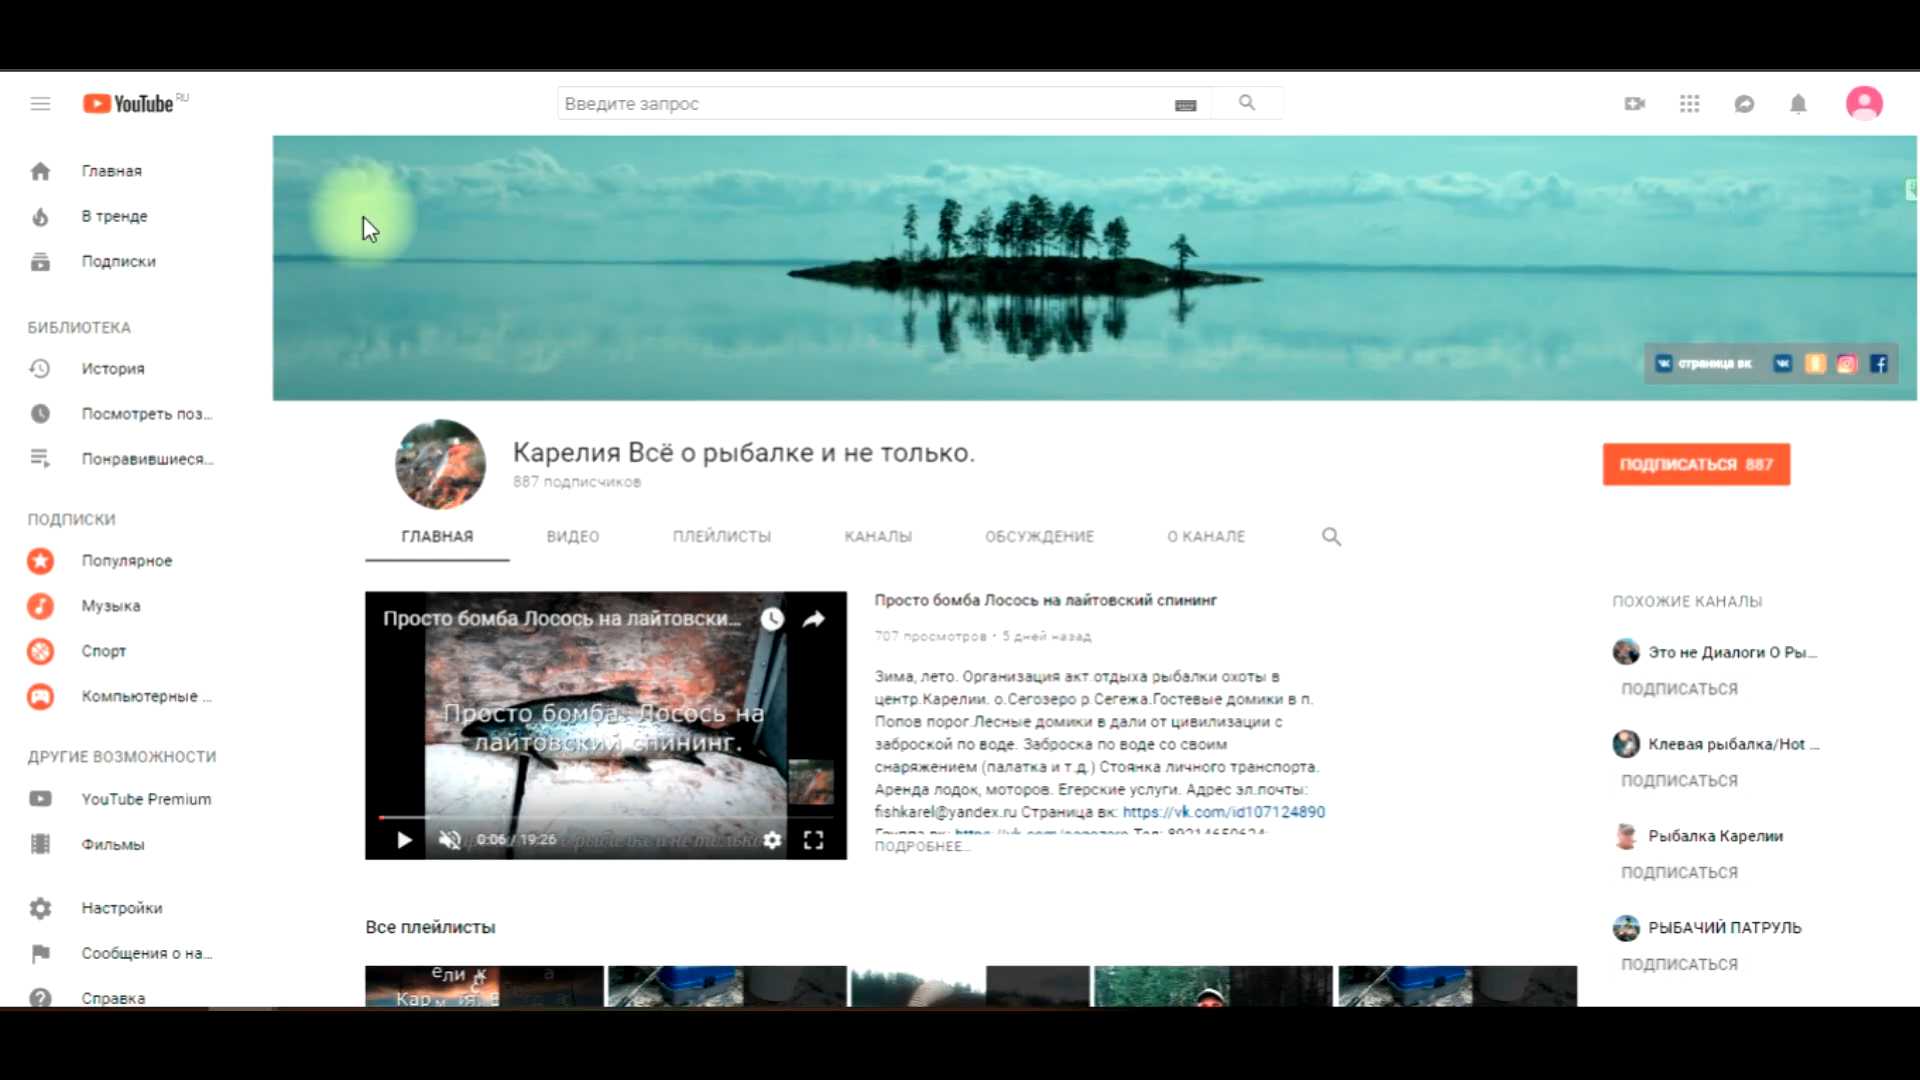 YouTube RU
Введите запрос
Главная
В тренде
Подписки
БИБЛИОТЕКА
История
Посмотреть поз...
Понравившиеся...
ПОДПИСКИ
Популярное
Музыка
Спорт
Компьютерные ...
ДРУГИЕ ВОЗМОЖНОСТИ
YouTube Premium
Фильмы
Настройки
Сообщения о на...
Справка
страница вк
Карелия Всё о рыбалке и не только.
887 подписчиков
ПОДПИСАТЬСЯ 887
ГЛАВНАЯ ВИДЕО ПЛЕЙЛИСТЫ КАНАЛЫ ОБСУЖДЕНИЕ О КАНАЛЕ
Просто бомба Лосось на лайтовски...
Просто бомба. Лосось на
лайтовский спининг.
0:06 / 19:26
Просто бомба Лосось на лайтовский спининг
707 просмотров • 5 дней назад
Зима, лето. Организация акт.отдыха рыбалки охоты в
центр.Карелии. о.Сегозеро р.Сегежа.Гостевые домики в п.
Попов порог.Лесные домики в дали от цивилизации с
заброской по воде. Заброска по воде со своим
снаряжением (палатка и т.д.) Стоянка личного транспорта.
Аренда лодок, моторов. Егерские услуги. Адрес эл.почты:
fishkarel@yandex.ru Страница вк: https://vk.com/id107124890
ПОДРОБНЕЕ...
Все плейлисты
ПОХОЖИЕ КАНАЛЫ
Это не Диалоги О Ры...
ПОДПИСАТЬСЯ
Клевая рыбалка/Hot ...
ПОДПИСАТЬСЯ
Рыбалка Карелии
ПОДПИСАТЬСЯ
РЫБАЧИЙ ПАТРУЛЬ
ПОДПИСАТЬСЯ